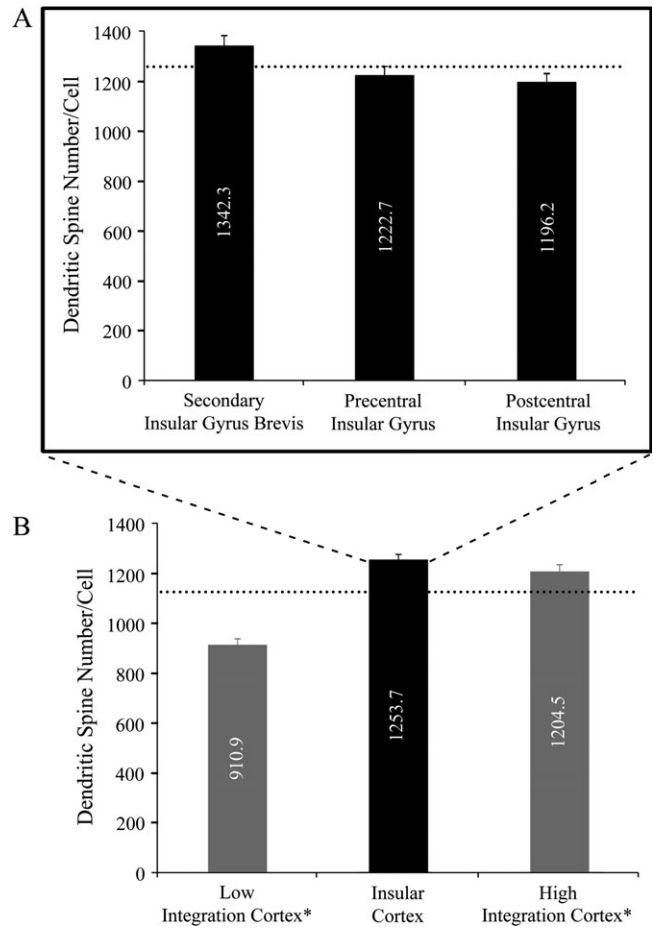 A
Dendritic Spine Number/Cell
1400
1200
1000
800
600
400
200
0
1342.3
1222.7
1196.2
Secondary
Insular Gyrus Brevis
Precentral
Insular Gyrus
Postcentral
Insular Gyrus
B
Dendritic Spine Number/Cell
1400
1200
1000
800
600
400
200
0
910.9
1253.7
1204.5
Low
Integration Cortex*
Insular
Cortex
High
Integration Cortex*